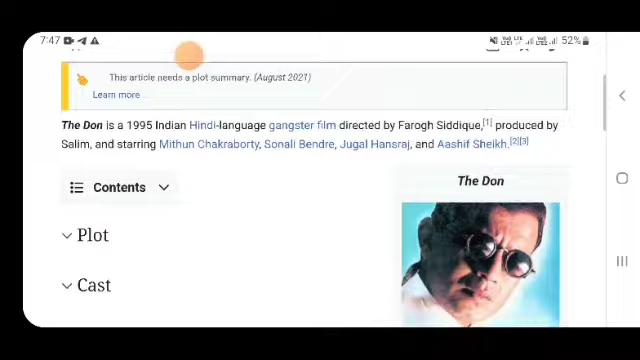 7:47
52%
This article needs a plot summary. (August 2021)
Learn more
The Don is a 1995 Indian Hindi-language gangster film directed by Farogh Siddique,[1] produced by
Salim, and starring Mithun Chakraborty, Sonali Bendre, Jugal Hansraj, and Aashif Sheikh.[2][3]
Contents
The Don
Plot
Cast